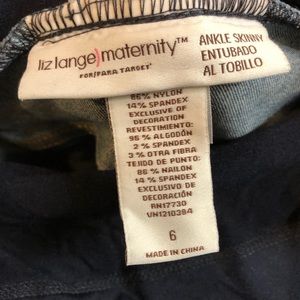 liz lange) maternity™
FOR/PARA TARGET®
ANKLE SKINNY
ENTUBADO
AL TOBILLO
86% NYLON
14% SPANDEX
EXCLUSIVE OF
DECORATION
REVESTIMIENTO:
95% ALGODÓN
2% SPANDEX
3% OTRA FIBRA
TEJIDO DE PUNTO:
86% NAILON
14% SPANDEX
EXCLUSIVO DE
DECORACIÓN
RN17730
VN1210394
6
MADE IN CHINA